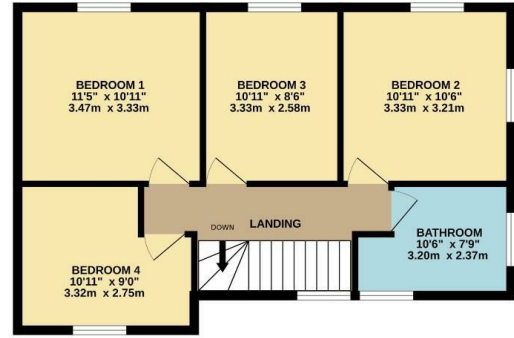 BEDROOM 1
11'5" x 10'11"
3.47m x 3.33m
BEDROOM 3
10'11" x 8'6"
3.33m x 2.58m
BEDROOM 2
10'11" x 10'6"
3.33m x 3.21m
DOWN
LANDING
BATHROOM
10'6" x 7'9"
3.20m x 2.37m
BEDROOM 4
10'11" x 9'0"
3.32m x 2.75m